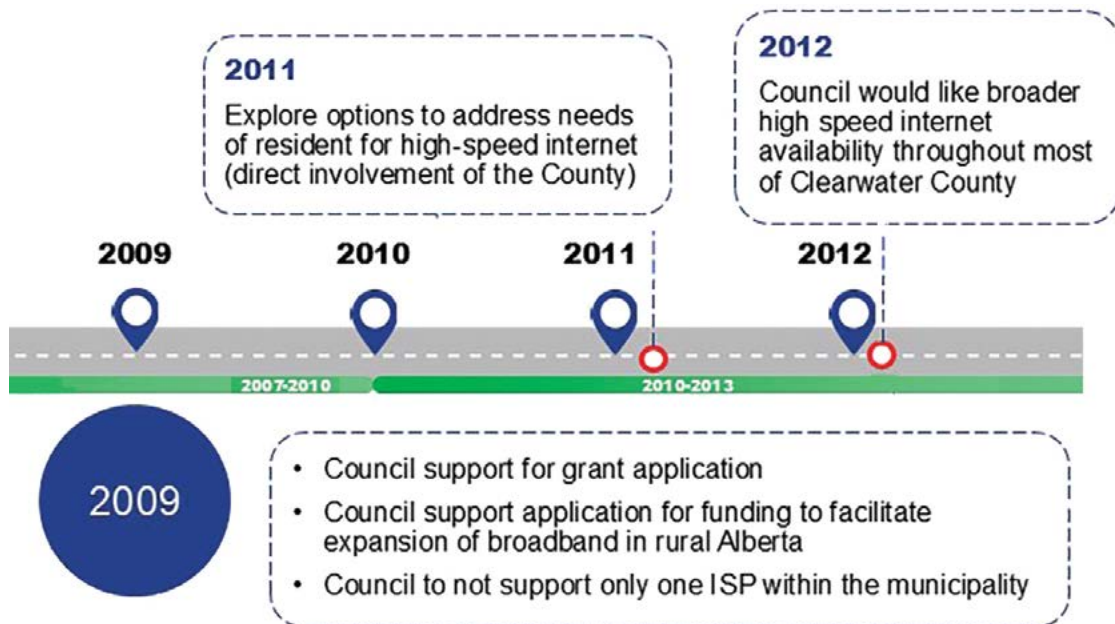 2011
Explore options to address needs
of resident for high-speed internet
(direct involvement of the County)
2012
Council would like broader
high speed internet
availability throughout most
of Clearwater County
2009
2010
2011
2012
2007-2010
2010-2013
2009
• Council support for grant application
• Council support application for funding to facilitate
expansion of broadband in rural Alberta
• Council to not support only one ISP within the municipality